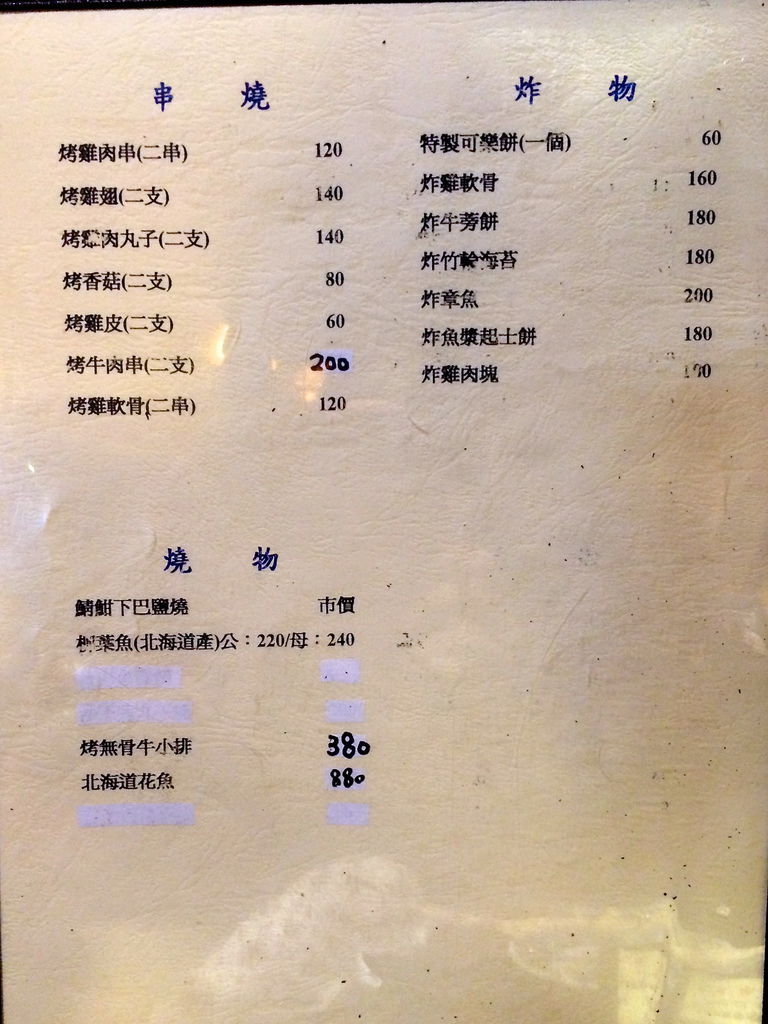 串燒
烤雞肉串(二串) 120
烤雞翅(二支) 140
烤雞肉丸子(二支) 140
烤香菇(二支) 80
烤雞皮(二支) 60
烤牛肉串(二支) 200
烤雞軟骨(二串) 120
炸物
特製可樂餅(一個) 60
炸雞軟骨 160
炸牛蒡餅 180
炸竹輪海苔 180
炸章魚 200
炸魚漿起士餅 180
炸雞肉塊
燒物
鯖魽下巴鹽燒 市價
柳葉魚(北海道產)公：220/母：240
烤無骨牛小排 380
北海道花魚 880